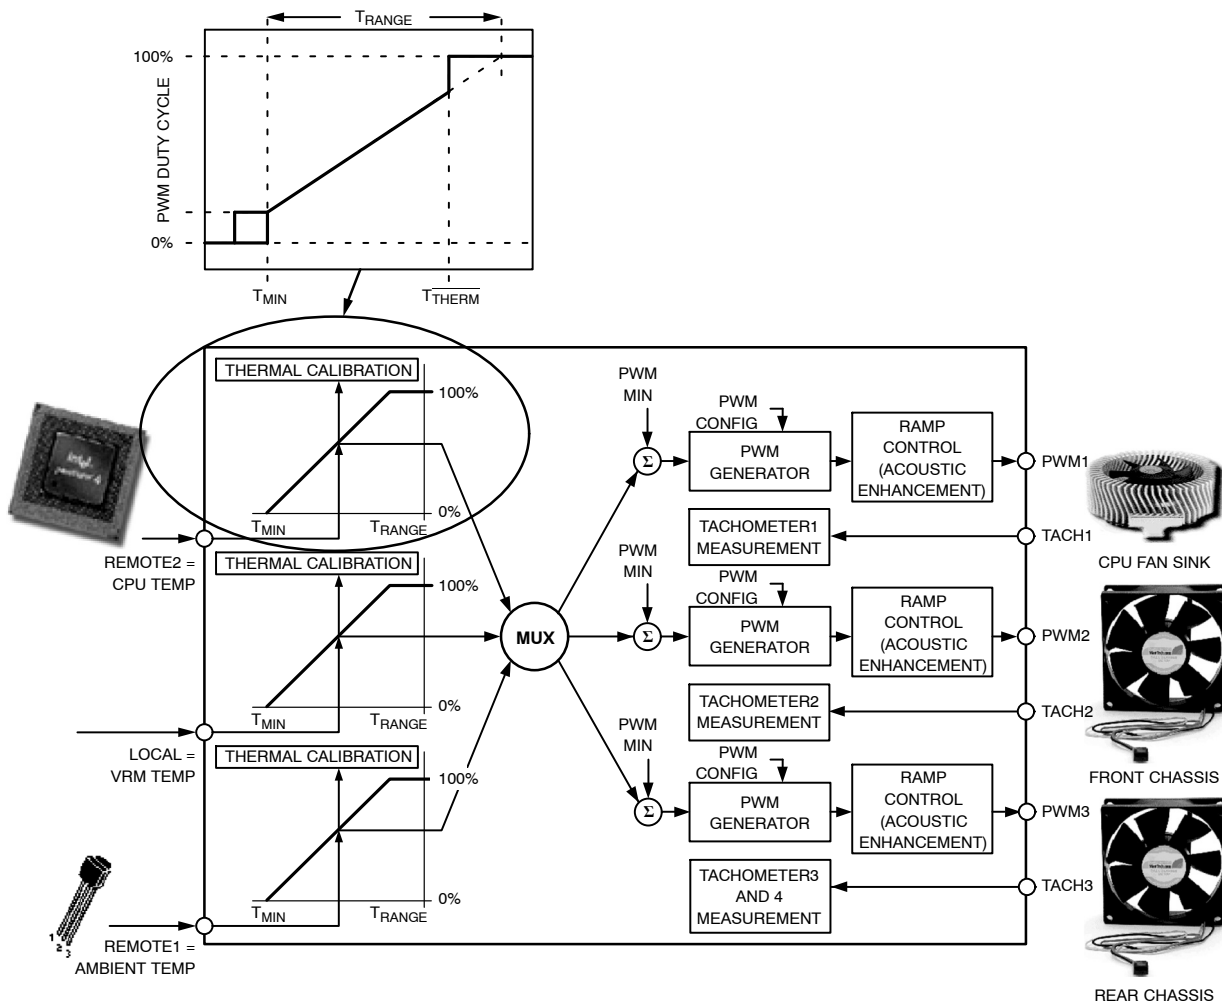 TRANGE
100%
PWM DUTY CYCLE
0%
TMIN
TTHERM
THERMAL CALIBRATION
100%
TMIN
TRANGE
0%
REMOTE2 =
CPU TEMP
THERMAL CALIBRATION
100%
TMIN
TRANGE
0%
LOCAL =
VRM TEMP
THERMAL CALIBRATION
100%
TMIN
TRANGE
0%
1
2
3
REMOTE1 =
AMBIENT TEMP
MUX
PWM
MIN
Σ
PWM
CONFIG
PWM
GENERATOR
RAMP
CONTROL
(ACOUSTIC
ENHANCEMENT)
PWM1
TACHOMETER1
MEASUREMENT
TACH1
CPU FAN SINK
PWM
MIN
Σ
PWM
CONFIG
PWM
GENERATOR
RAMP
CONTROL
(ACOUSTIC
ENHANCEMENT)
PWM2
TACHOMETER2
MEASUREMENT
TACH2
FRONT CHASSIS
PWM
MIN
Σ
PWM
CONFIG
PWM
GENERATOR
RAMP
CONTROL
(ACOUSTIC
ENHANCEMENT)
PWM3
TACHOMETER3
AND 4
MEASUREMENT
TACH3
REAR CHASSIS